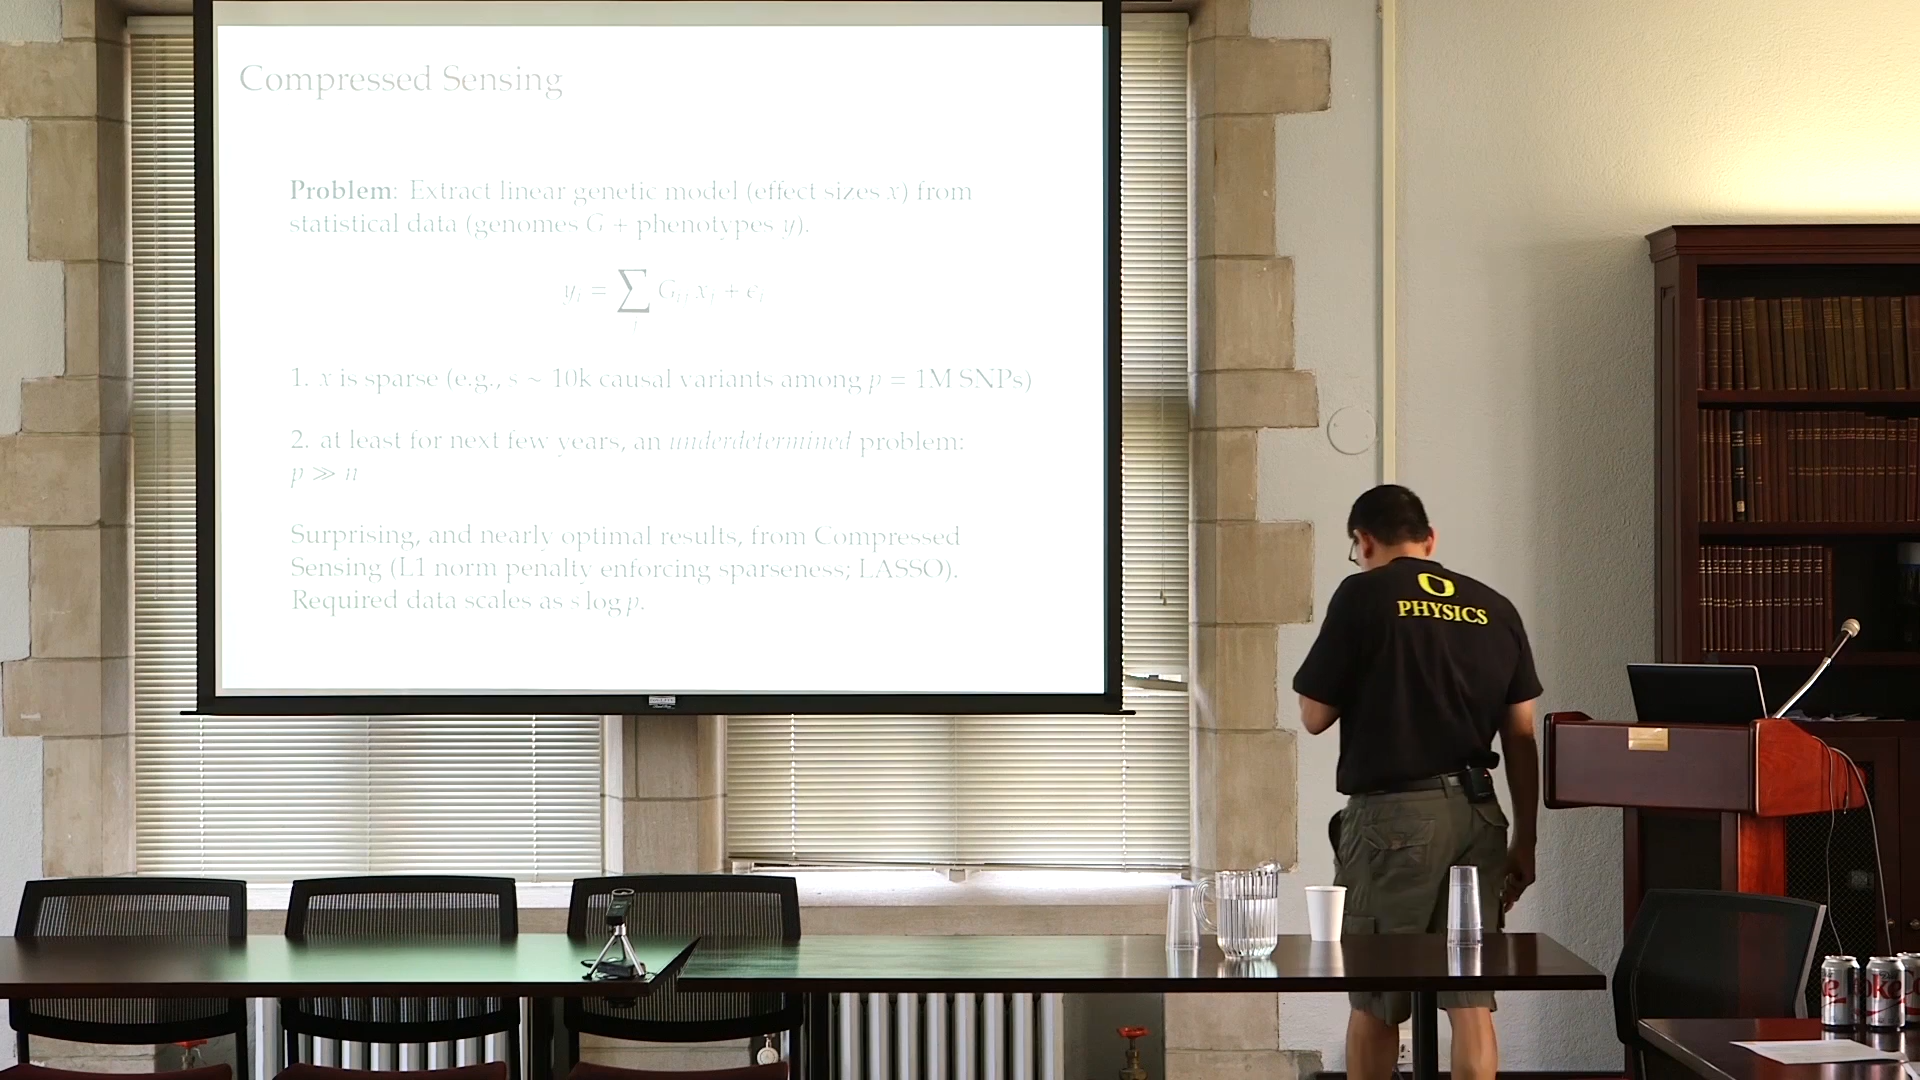 Compressed Sensing
Problem: Extract linear genetic model (effect sizes x) from
statistical data (genomes G + phenotypes y).
y_i = ∑_j G_ij x_j + e_i
1. x is sparse (e.g., s ~ 10k causal variants among p = 1M SNPs)
2. at least for next few years, an underdetermined problem:
p ≫ n
Surprising, and nearly optimal results, from Compressed
Sensing (L1 norm penalty enforcing sparseness; LASSO).
Required data scales as s log p.
O
PHYSICS
oke